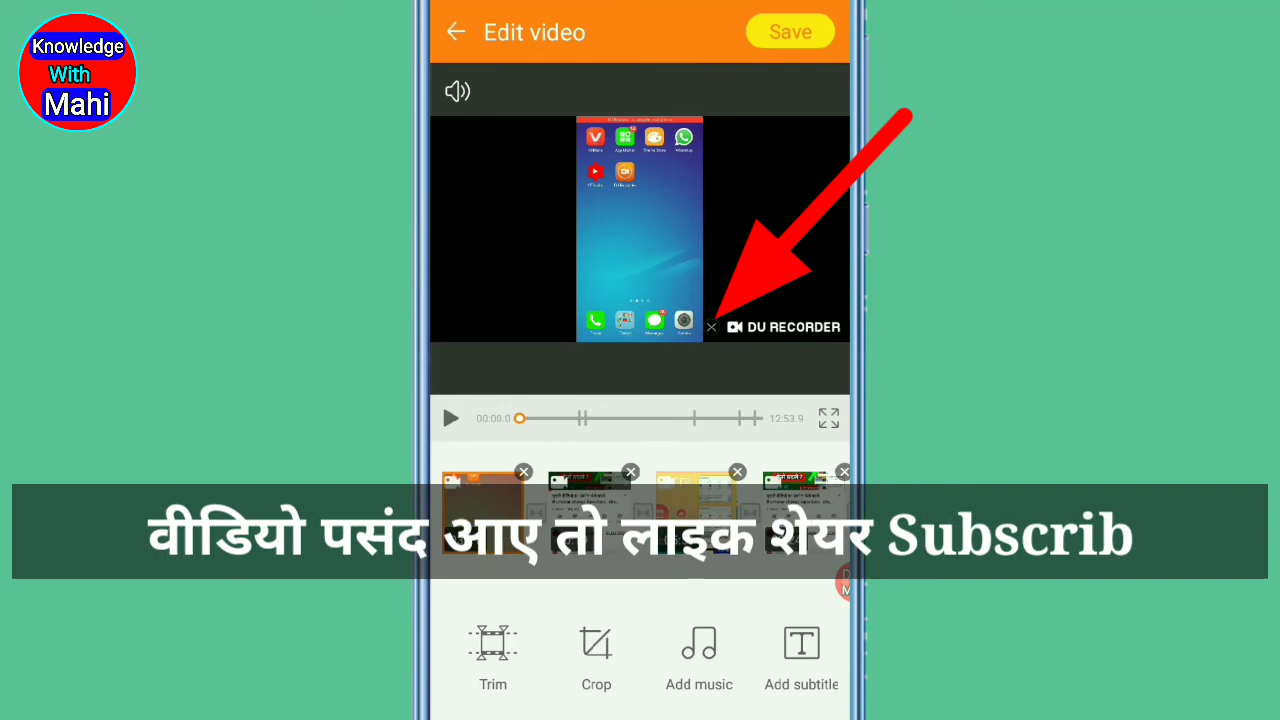 Knowledge
With
Mahi
Edit video
Save
DU RECORDER
00:00.0
12:53.9
वीडियो पसंद आए तो लाइक शेयर Subscrib
Trim
Crop
Add music
Add subtitle